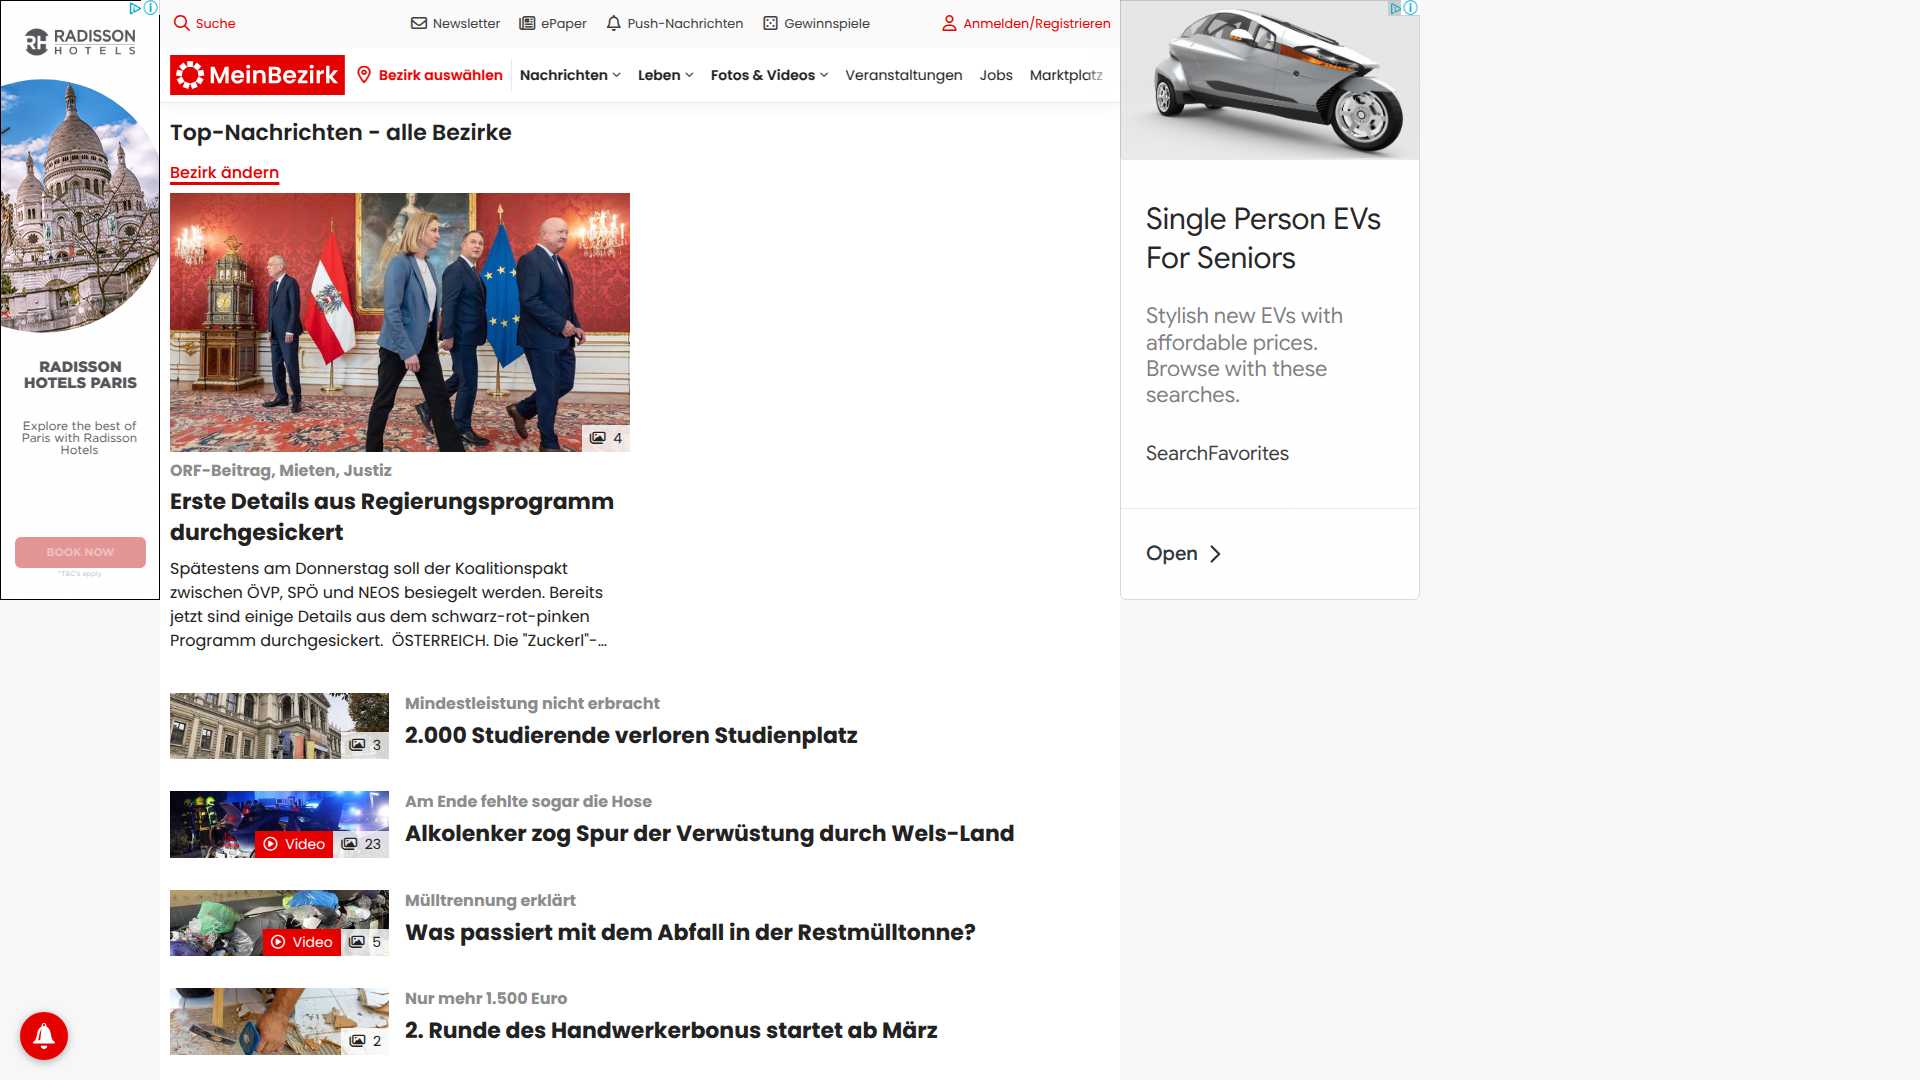 RADISSON
HOTELS
RADISSON
HOTELS PARIS
Explore the best of
Paris with Radisson
Hotels
BOOK NOW
*T&C's apply
Suche
Newsletter
ePaper
Push-Nachrichten
Gewinnspiele
Anmelden/Registrieren
MeinBezirk
Bezirk auswählen
Nachrichten
Leben
Fotos & Videos
Veranstaltungen
Jobs
Marktplatz
Top-Nachrichten - alle Bezirke
Bezirk ändern
4
ORF-Beitrag, Mieten, Justiz
Erste Details aus Regierungsprogramm
durchgesickert
Spätestens am Donnerstag soll der Koalitionspakt
zwischen ÖVP, SPÖ und NEOS besiegelt werden. Bereits
jetzt sind einige Details aus dem schwarz-rot-pinken
Programm durchgesickert. ÖSTERREICH. Die "Zuckerl"-...
3
Mindestleistung nicht erbracht
2.000 Studierende verloren Studienplatz
Video
23
Am Ende fehlte sogar die Hose
Alkolenker zog Spur der Verwüstung durch Wels-Land
Video
5
Mülltrennung erklärt
Was passiert mit dem Abfall in der Restmülltonne?
2
Nur mehr 1.500 Euro
2. Runde des Handwerkerbonus startet ab März
Single Person EVs
For Seniors
Stylish new EVs with
affordable prices.
Browse with these
searches.
SearchFavorites
Open